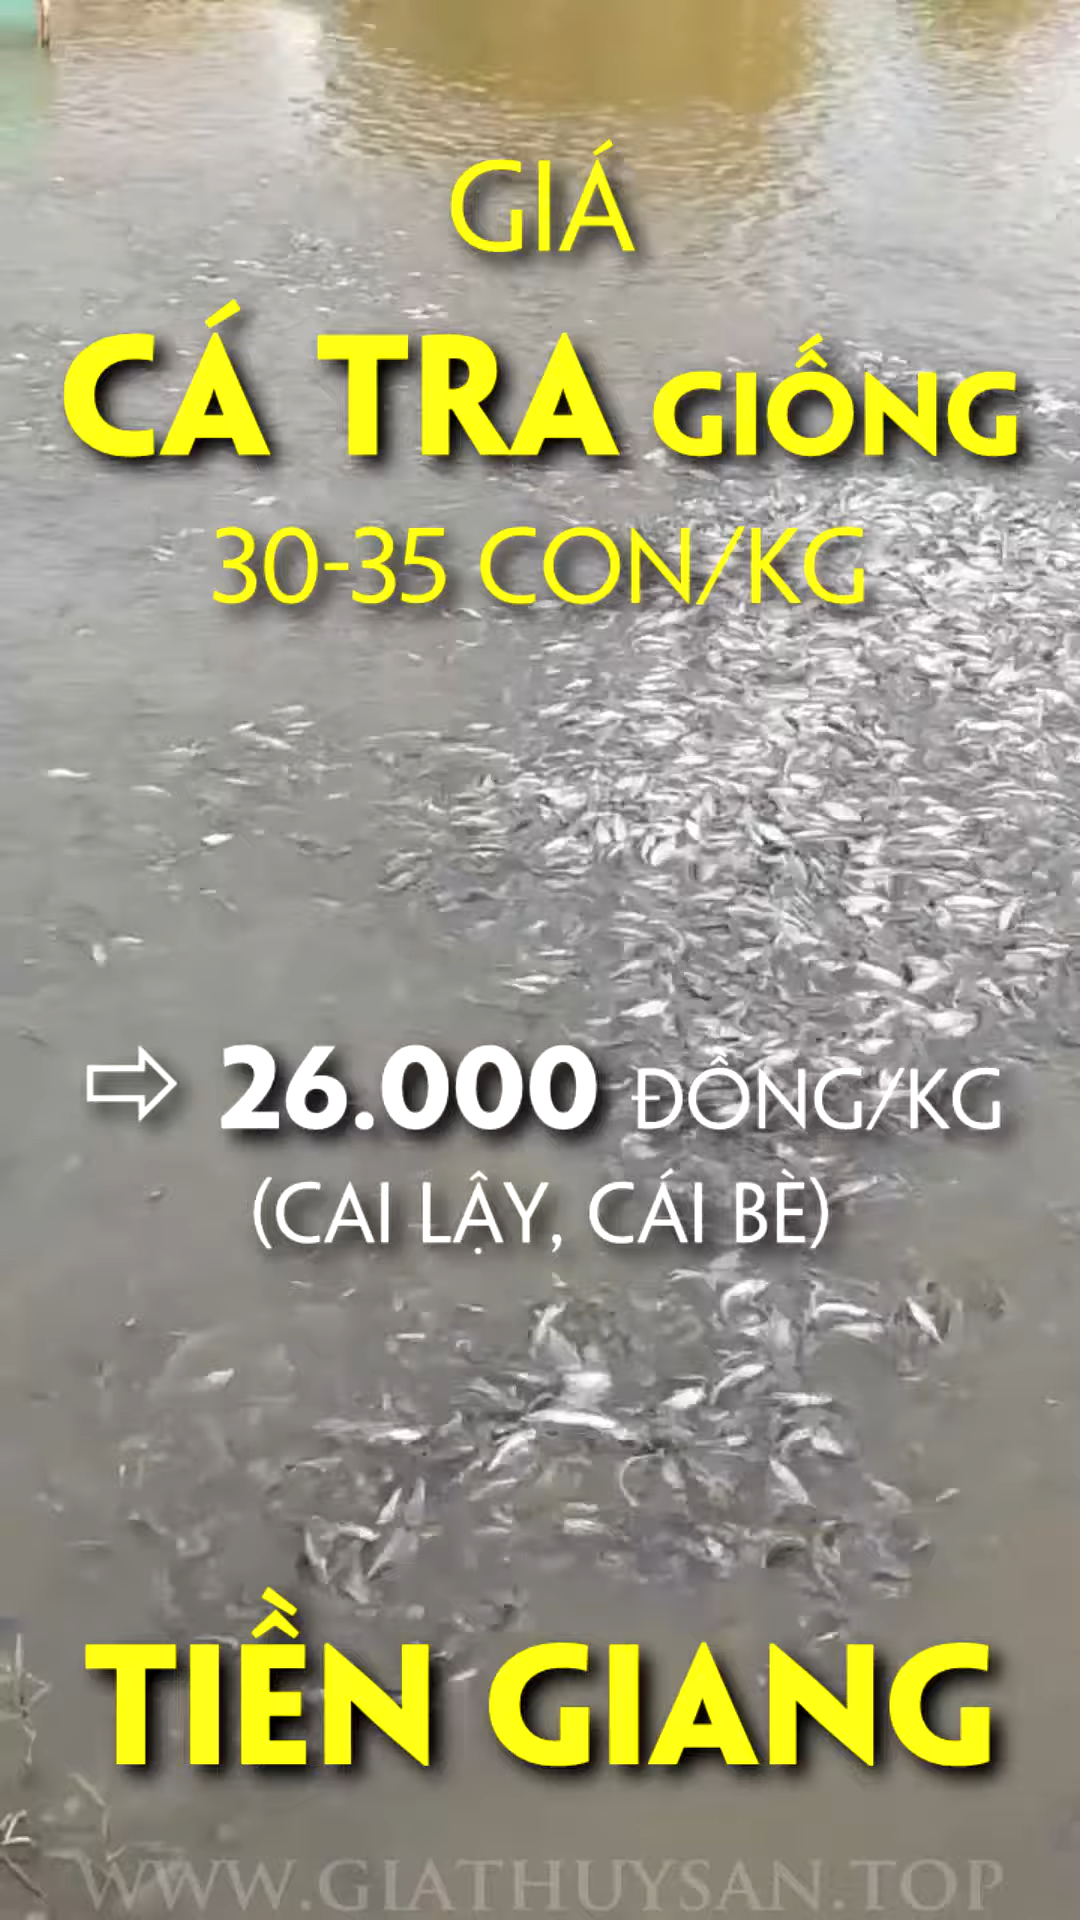 GIÁ
CÁ TRA GIỐNG
30-35 CON/KG
⇨ 26.000 ĐỒNG/KG
(CAI LẬY, CÁI BÈ)
TIỀN GIANG
WWW.GIATHUYSAN.TOP